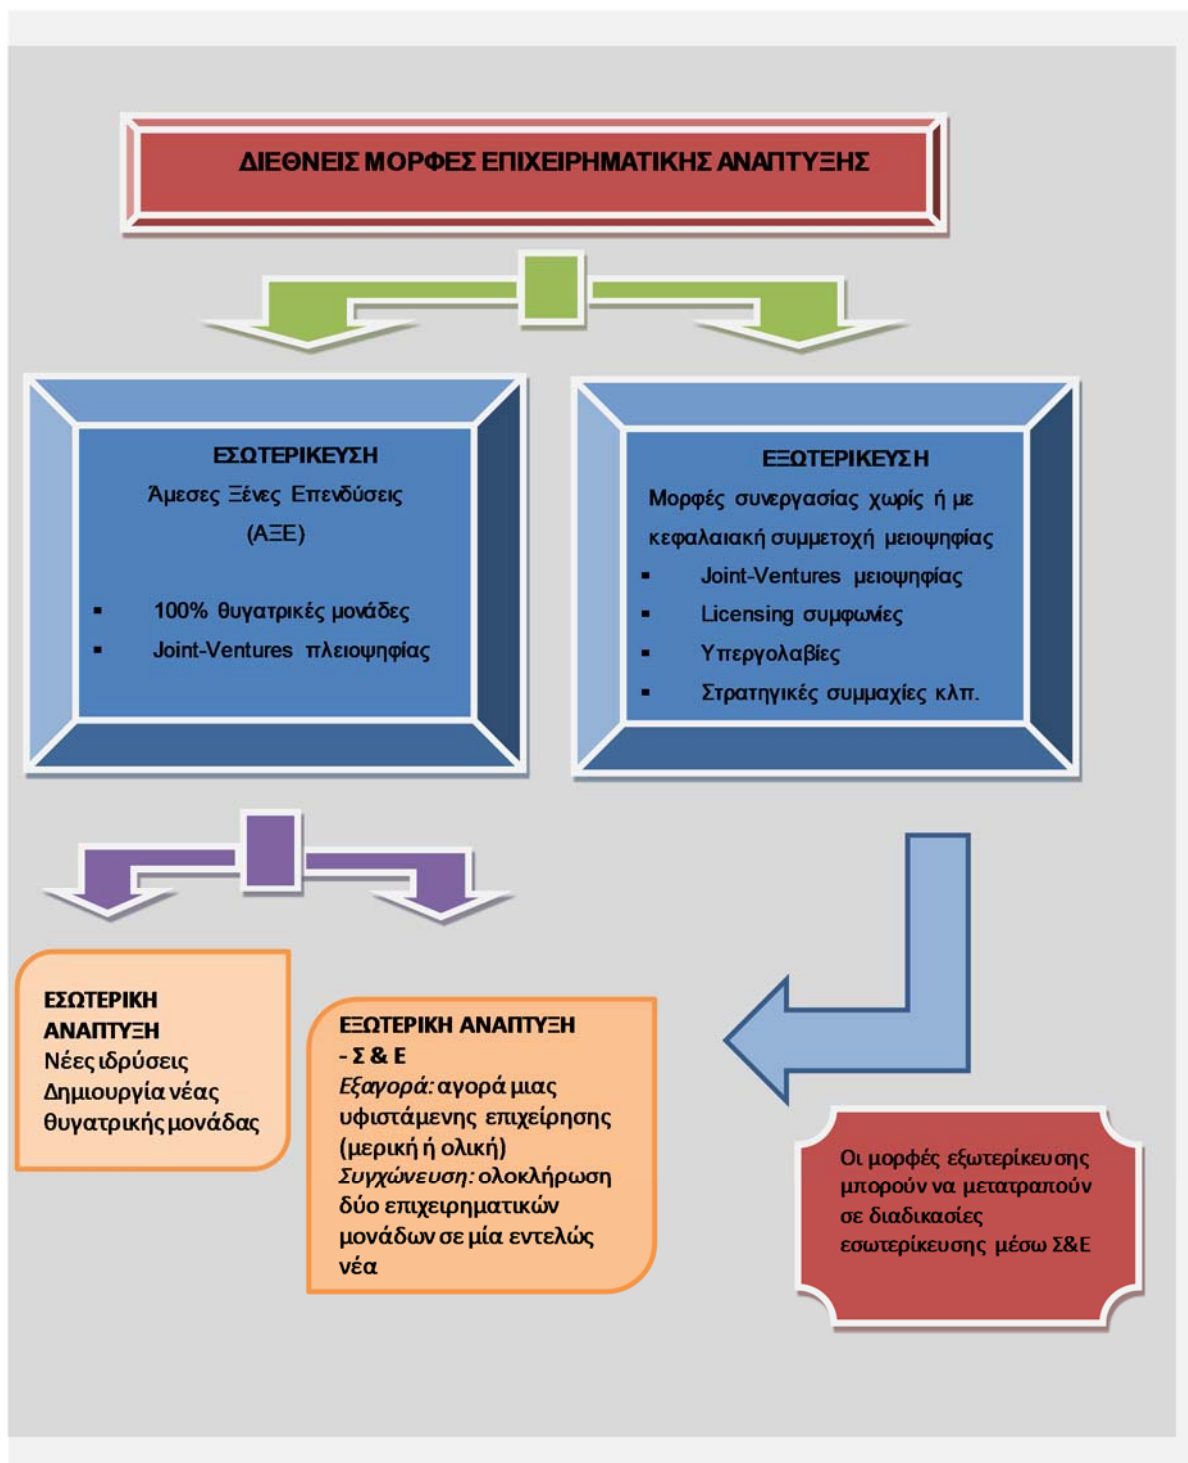 ΔΙΕΘΝΕΙΣ ΜΟΡΦΕΣ ΕΠΙΧΕΙΡΗΜΑΤΙΚΗΣ ΑΝΑΠΤΥΞΗΣ
ΕΣΩΤΕΡΙΚΕΥΣΗ
Άμεσες Ξένες Επενδύσεις
(ΑΞΕ)
▪ 100% θυγατρικές μονάδες
▪ Joint-Ventures πλειοψηφίας
ΕΞΩΤΕΡΙΚΕΥΣΗ
Μορφές συνεργασίας χωρίς ή με
κεφαλαιακή συμμετοχή μειοψηφίας
▪ Joint-Ventures μειοψηφίας
▪ Licensing συμφωνίες
▪ Υπεργολαβίες
▪ Στρατηγικές συμμαχίες κλπ.
ΕΣΩΤΕΡΙΚΗ
ΑΝΑΠΤΥΞΗ
Νέες ιδρύσεις
Δημιουργία νέας
θυγατρικής μονάδας
ΕΞΩΤΕΡΙΚΗ ΑΝΑΠΤΥΞΗ
- Σ & Ε
Εξαγορά: αγορά μιας
υφιστάμενης επιχείρησης
(μερική ή ολική)
Συγχώνευση: ολοκλήρωση
δύο επιχειρηματικών
μονάδων σε μία εντελώς
νέα
Οι μορφές εξωτερίκευσης
μπορούν να μετατραπούν
σε διαδικασίες
εσωτερίκευσης μέσω Σ&Ε